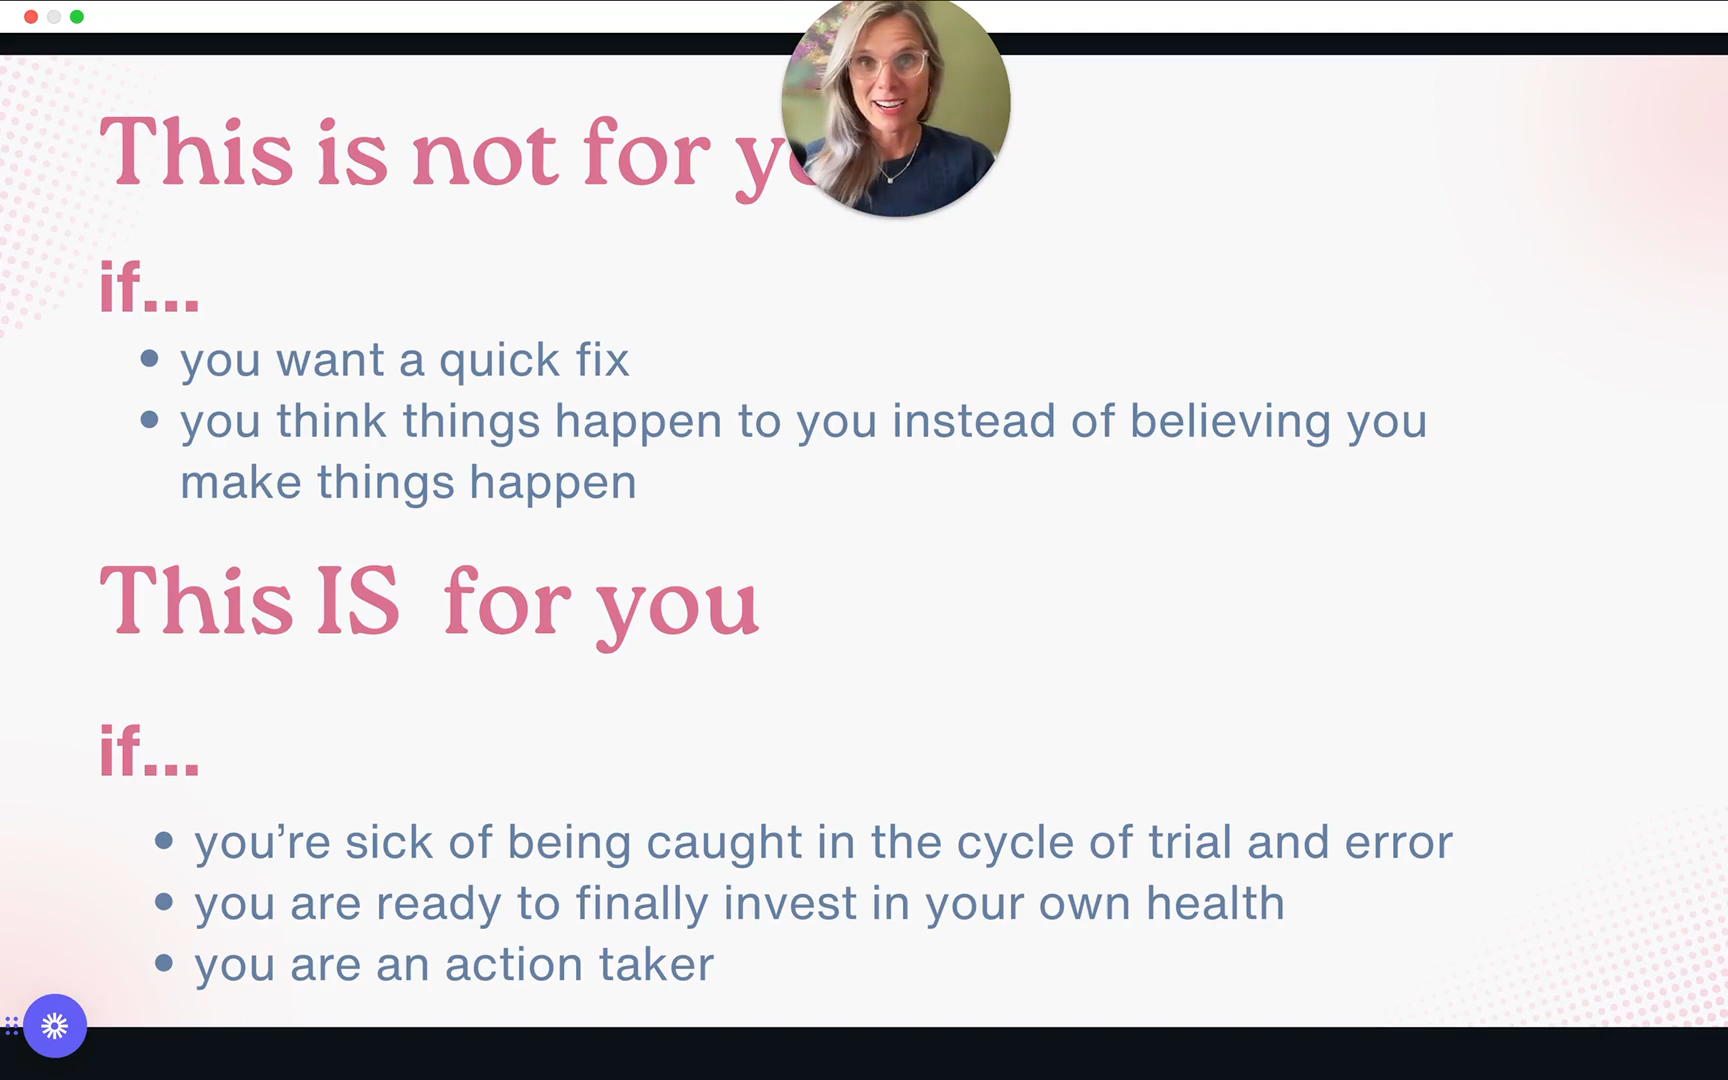 This is not for
if...
• you want a quick fix
• you think things happen to you instead of believing you
make things happen
This IS for you
if...
• you're sick of being caught in the cycle of trial and error
• you are ready to finally invest in your own health
• you are an action taker